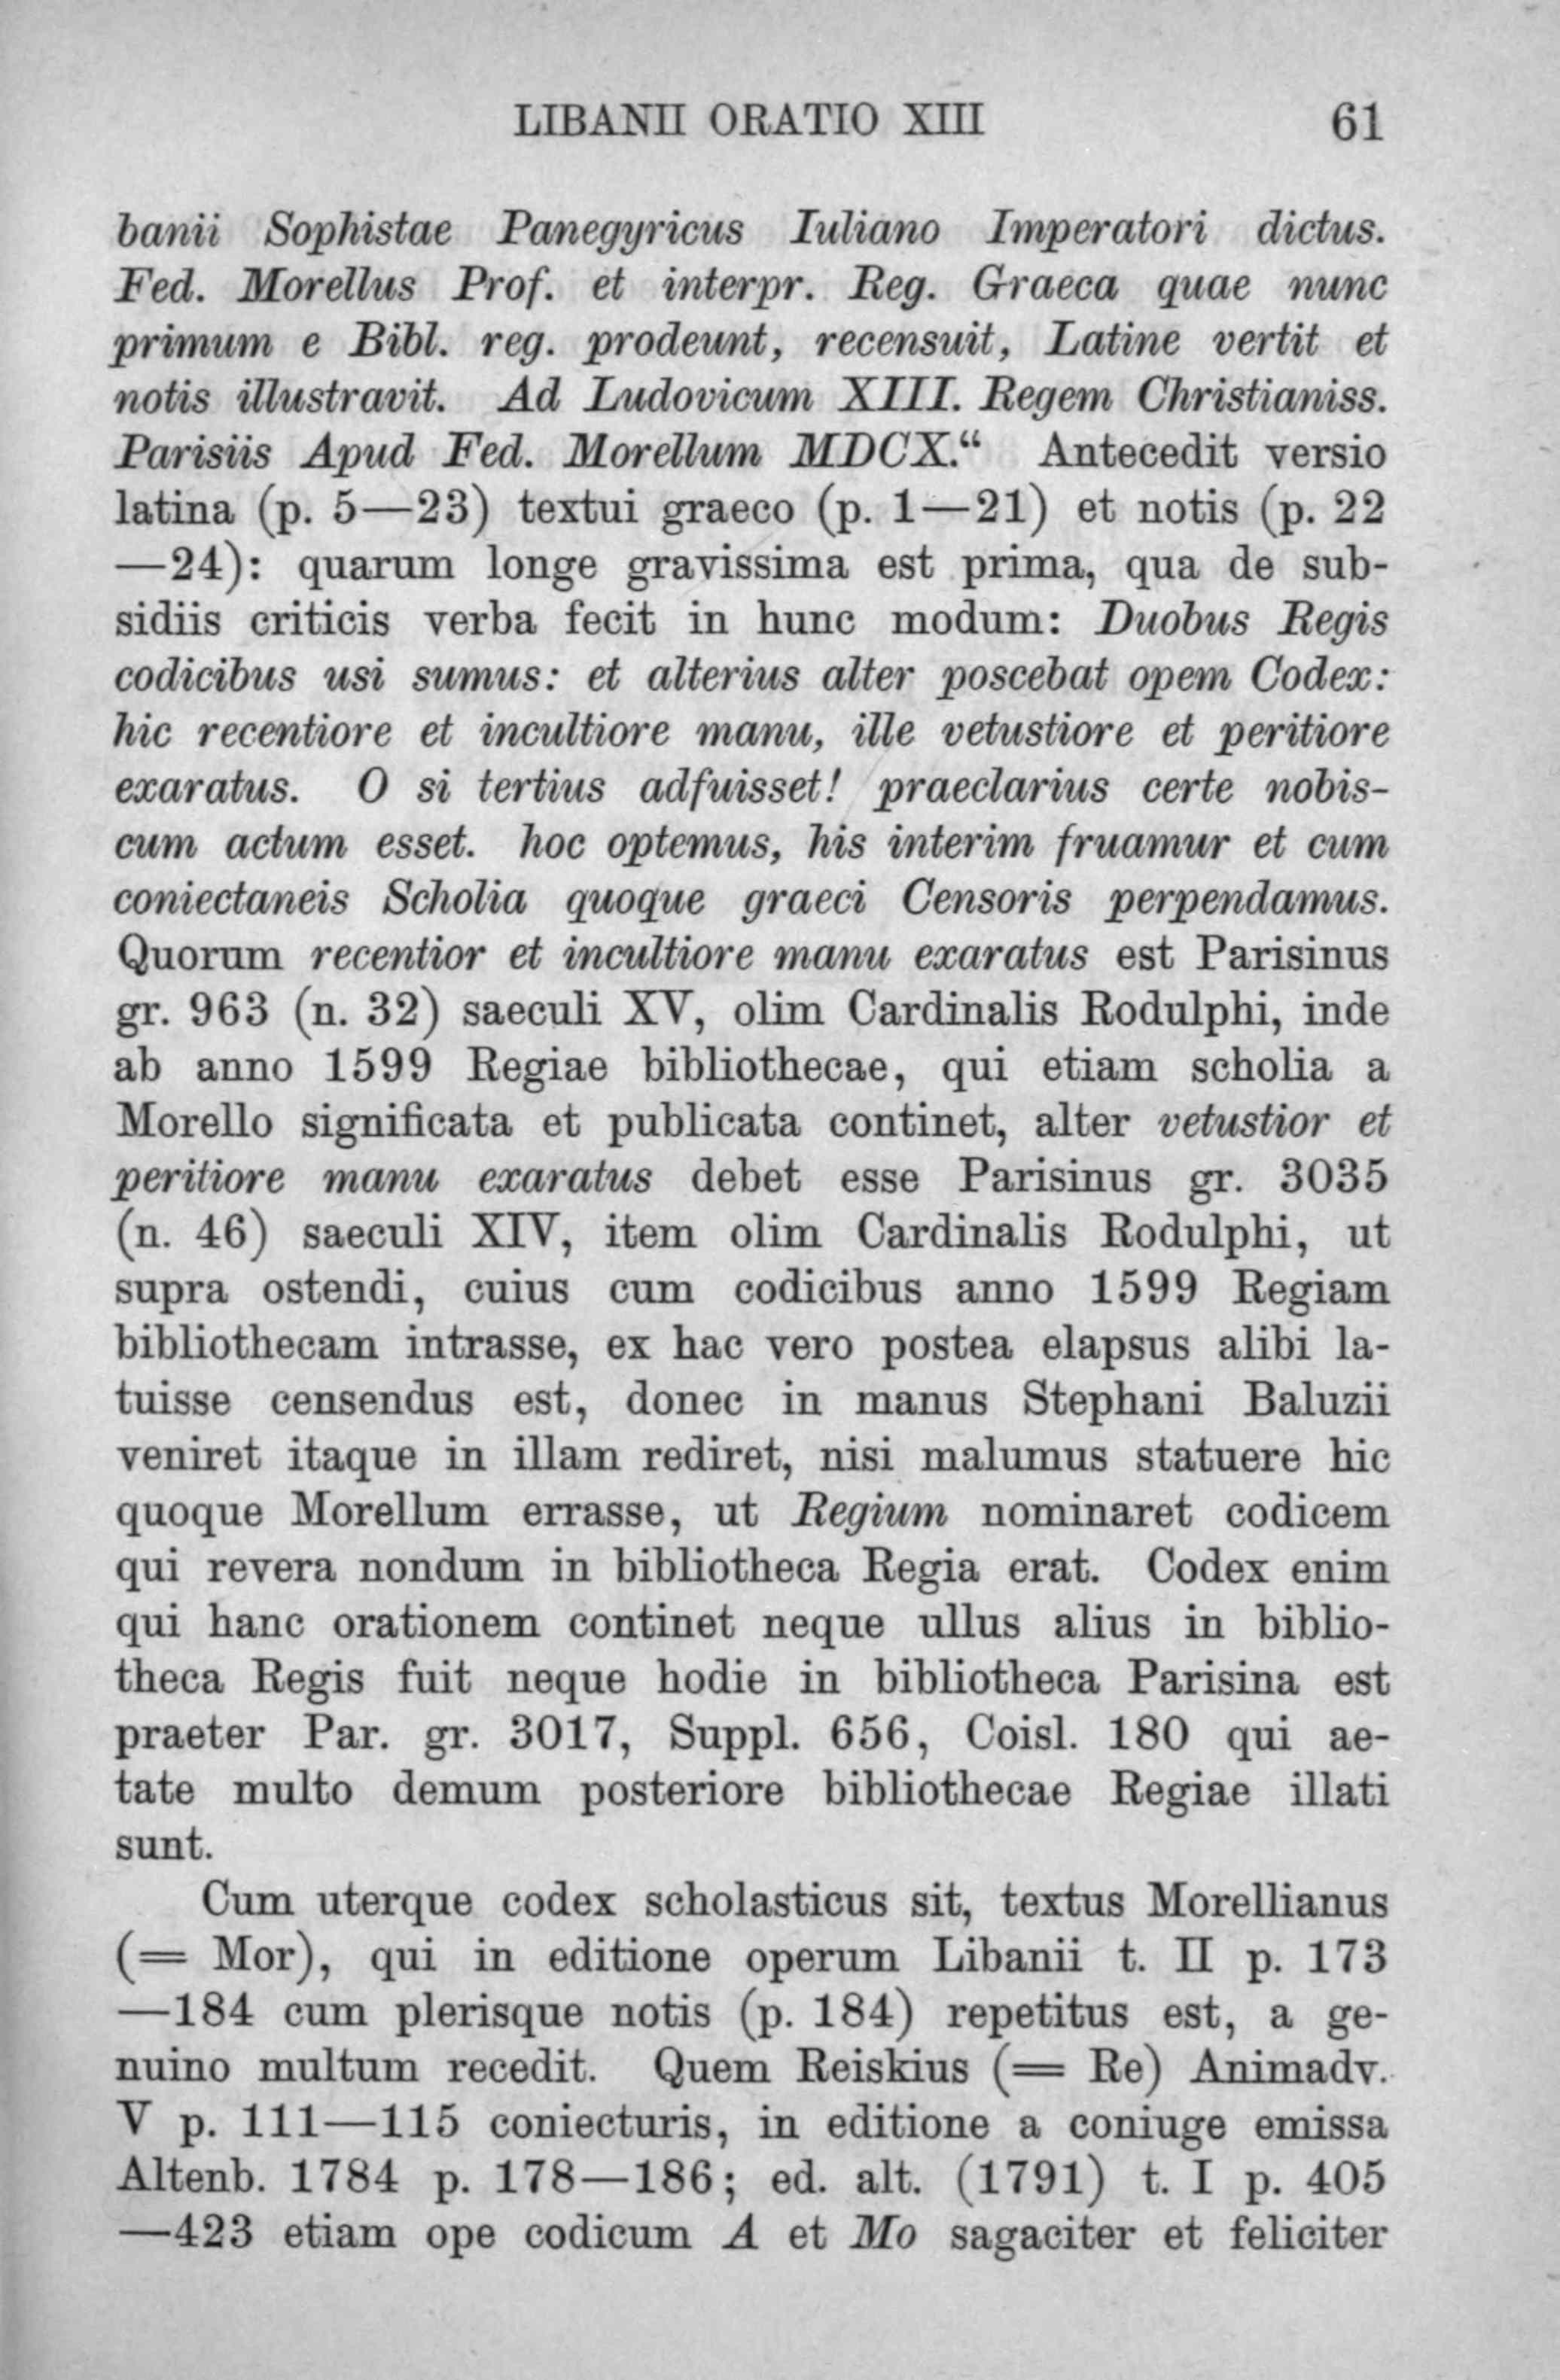 LIBANII ORATIO XIII 61
banii Sophistae Panegyricus Iuliano Imperatori dictus.
Fed. Morellus Prof. et interpr. Reg. Graeca quae nunc
primum e Bibl. reg. prodeunt, recensuit, Latine vertit et
notis illustravit. Ad Ludovicum XIII. Regem Christianiss.
Parisiis Apud Fed. Morellum MDCX.“ Antecedit versio
latina (p. 5—23) textui graeco (p. 1—21) et notis (p. 22
—24): quarum longe gravissima est prima, qua de sub-
sidiis criticis verba fecit in hunc modum: Duobus Regis
codicibus usi sumus: et alterius alter poscebat opem Codex:
hic recentiore et incultiore manu, ille vetustiore et peritiore
exaratus. O si tertius adfuisset! praeclarius certe nobis-
cum actum esset. hoc optemus, his interim fruamur et cum
coniectaneis Scholia quoque graeci Censoris perpendamus.
Quorum recentior et incultiore manu exaratus est Parisinus
gr. 963 (n. 32) saeculi XV, olim Cardinalis Rodulphi, inde
ab anno 1599 Regiae bibliothecae, qui etiam scholia a
Morello significata et publicata continet, alter vetustior et
peritiore manu exaratus debet esse Parisinus gr. 3035
(n. 46) saeculi XIV, item olim Cardinalis Rodulphi, ut
supra ostendi, cuius cum codicibus anno 1599 Regiam
bibliothecam intrasse, ex hac vero postea elapsus alibi la-
tuisse censendus est, donec in manus Stephani Baluzii
veniret itaque in illam rediret, nisi malumus statuere hic
quoque Morellum errasse, ut Regium nominaret codicem
qui revera nondum in bibliotheca Regia erat. Codex enim
qui hanc orationem continet neque ullus alius in biblio-
theca Regis fuit neque hodie in bibliotheca Parisina est
praeter Par. gr. 3017, Suppl. 656, Coisl. 180 qui ae-
tate multo demum posteriore bibliothecae Regiae illati
sunt.
Cum uterque codex scholasticus sit, textus Morellianus
(= Mor), qui in editione operum Libanii t. II p. 173
—184 cum plerisque notis (p. 184) repetitus est, a ge-
nuino multum recedit. Quem Reiskius (= Re) Animadv.
V p. 111—115 coniecturis, in editione a coniuge emissa
Altenb. 1784 p. 178—186; ed. alt. (1791) t. I p. 405
—423 etiam ope codicum A et Mo sagaciter et feliciter